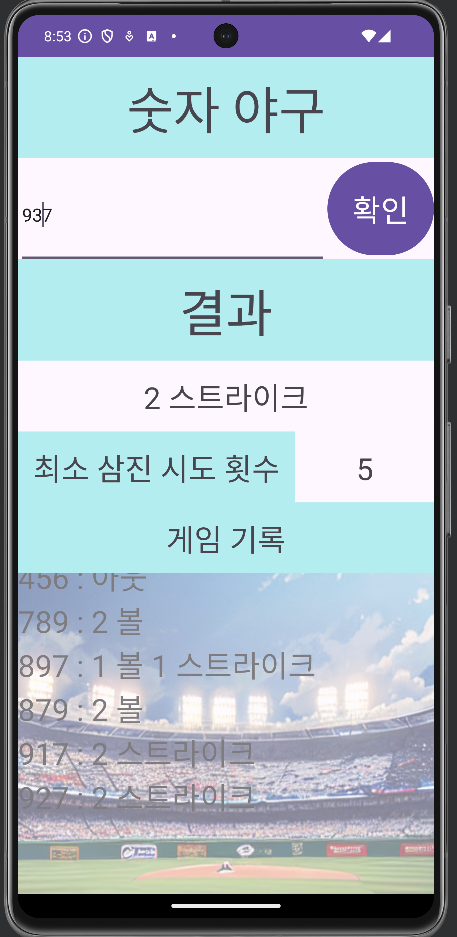 8:53
숫자 야구
937
확인
결과
2 스트라이크
최소 삼진 시도 횟수 5
게임 기록
456 : 아웃
789 : 2 볼
897 : 1 볼 1 스트라이크
879 : 2 볼
917 : 2 스트라이크
927 : 2 스트라이크